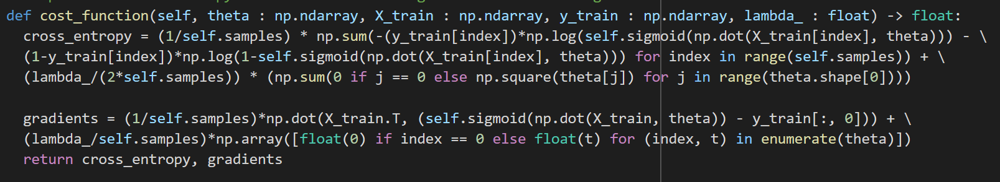 def cost_function(self, theta : np.ndarray, X_train : np.ndarray, y_train : np.ndarray, lambda_ : float) -> float:
  cross_entropy = (1/self.samples) * np.sum(-(y_train[index])*np.log(self.sigmoid(np.dot(X_train[index], theta))) - \
  (1-y_train[index])*np.log(1-self.sigmoid(np.dot(X_train[index], theta))) for index in range(self.samples)) + \
  (lambda_/(2*self.samples)) * (np.sum(0 if j == 0 else np.square(theta[j]) for j in range(theta.shape[0])))

  gradients = (1/self.samples)*np.dot(X_train.T, (self.sigmoid(np.dot(X_train, theta)) - y_train[:, 0])) + \
  (lambda_/self.samples)*np.array([float(0) if index == 0 else float(t) for (index, t) in enumerate(theta)])
  return cross_entropy, gradients